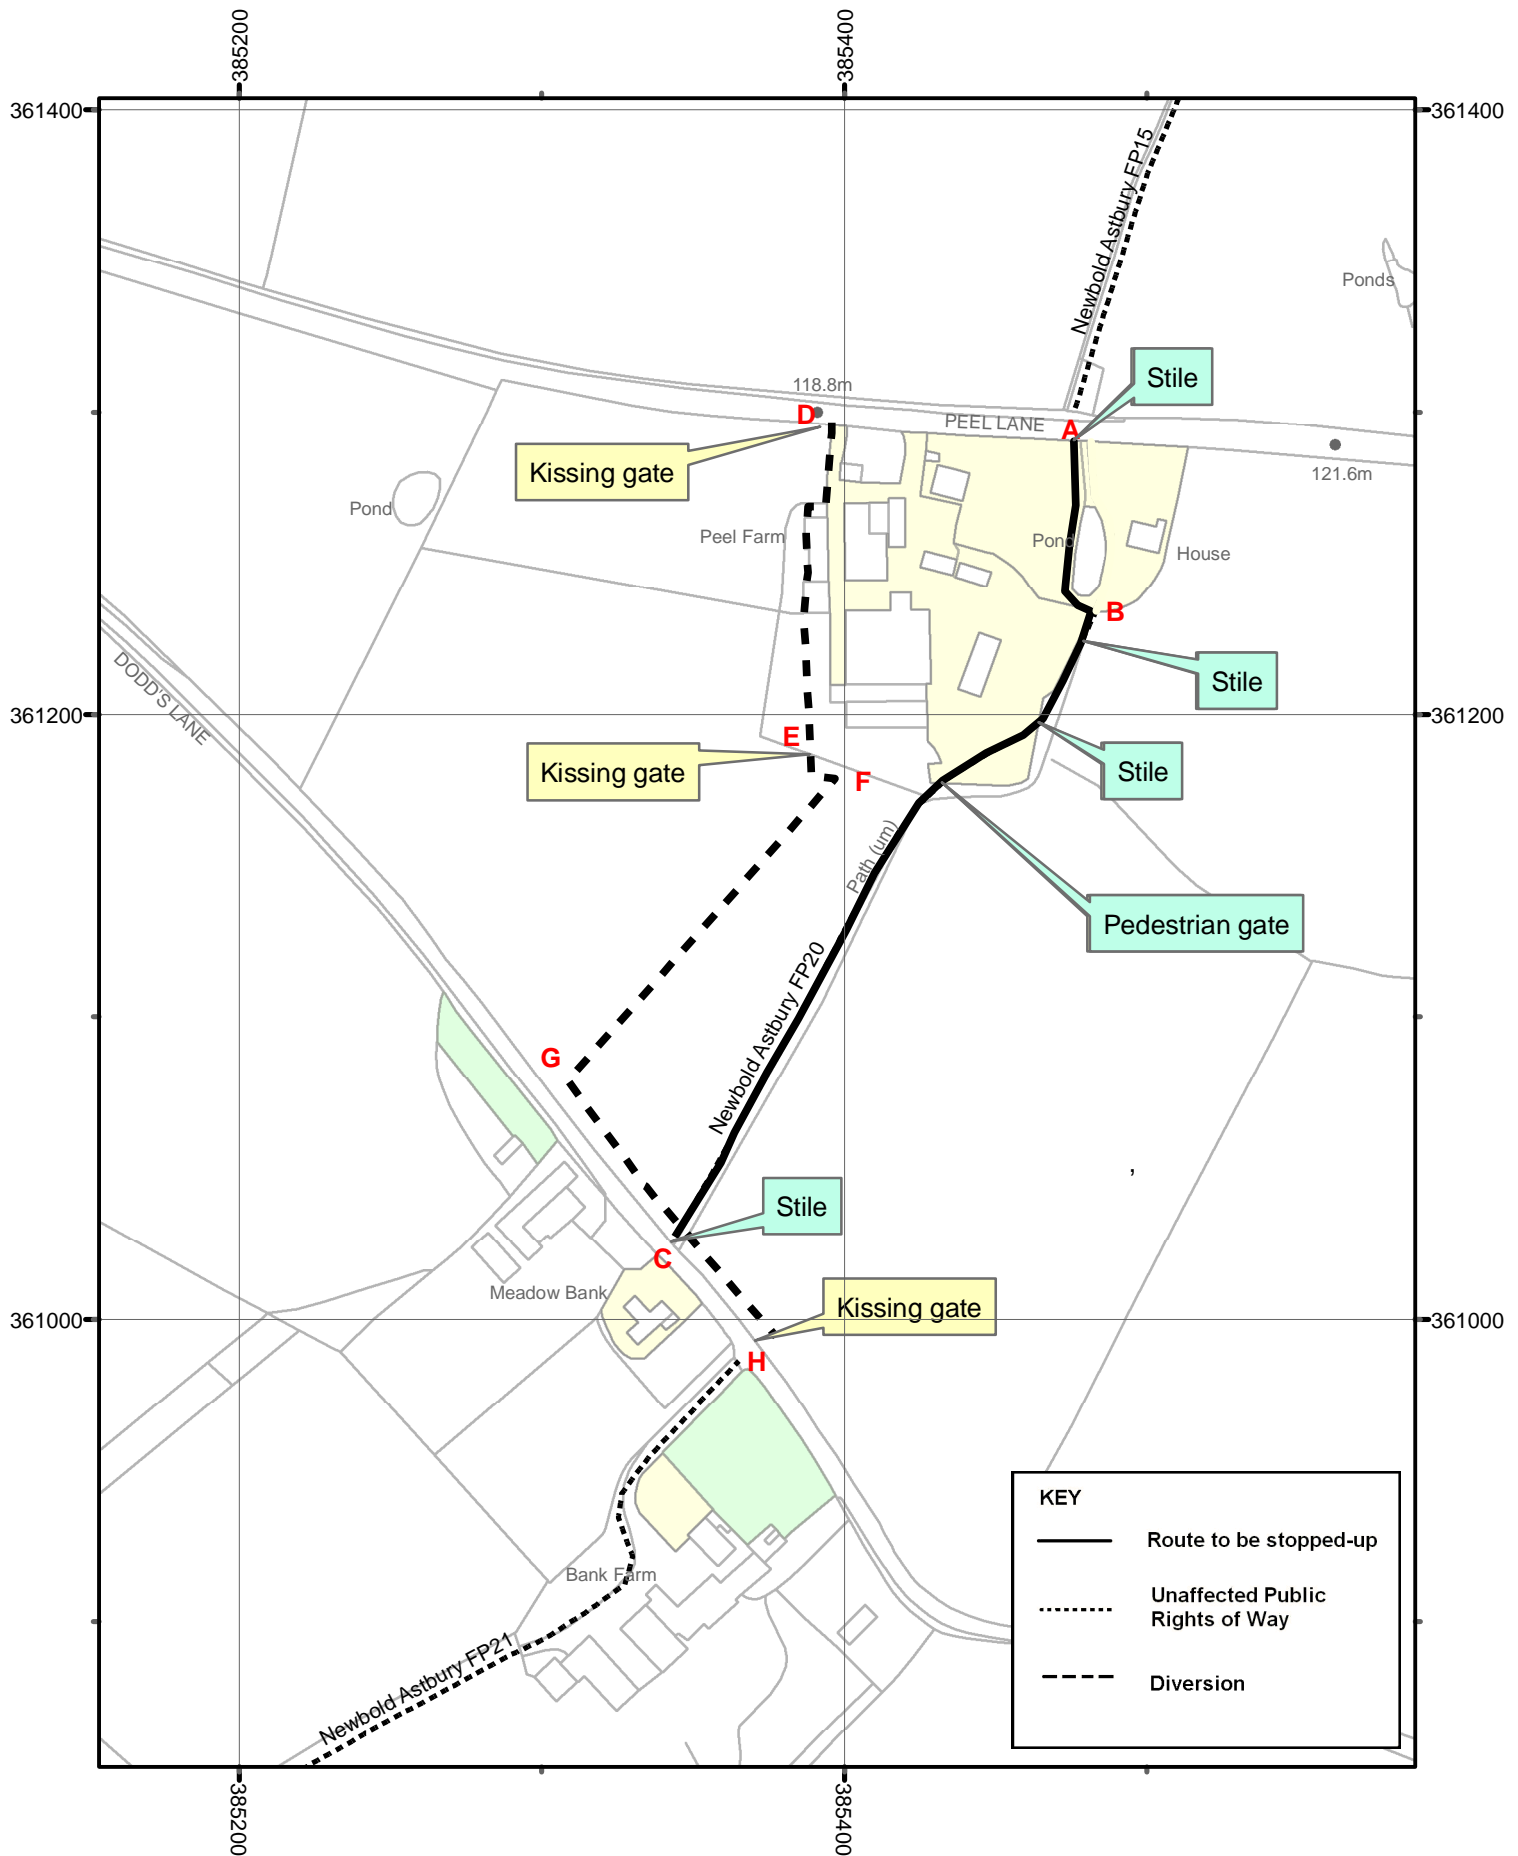 385200
385400
361400
361400
Newbold Astbury FP15
Ponds
Stile
118.8m
D
PEEL LANE
A
Kissing gate
121.6m
Pond
Peel Farm
Pond
House
B
DODD'S LANE
Stile
361200
361200
E
Kissing gate
F
Stile
Path (um)
Pedestrian gate
Newbold Astbury FP20
G
,
Stile
C
Meadow Bank
Kissing gate
361000
361000
H
KEY
Route to be stopped-up
Unaffected Public
Rights of Way
Diversion
Bank Farm
Newbold Astbury FP21
385200
385400